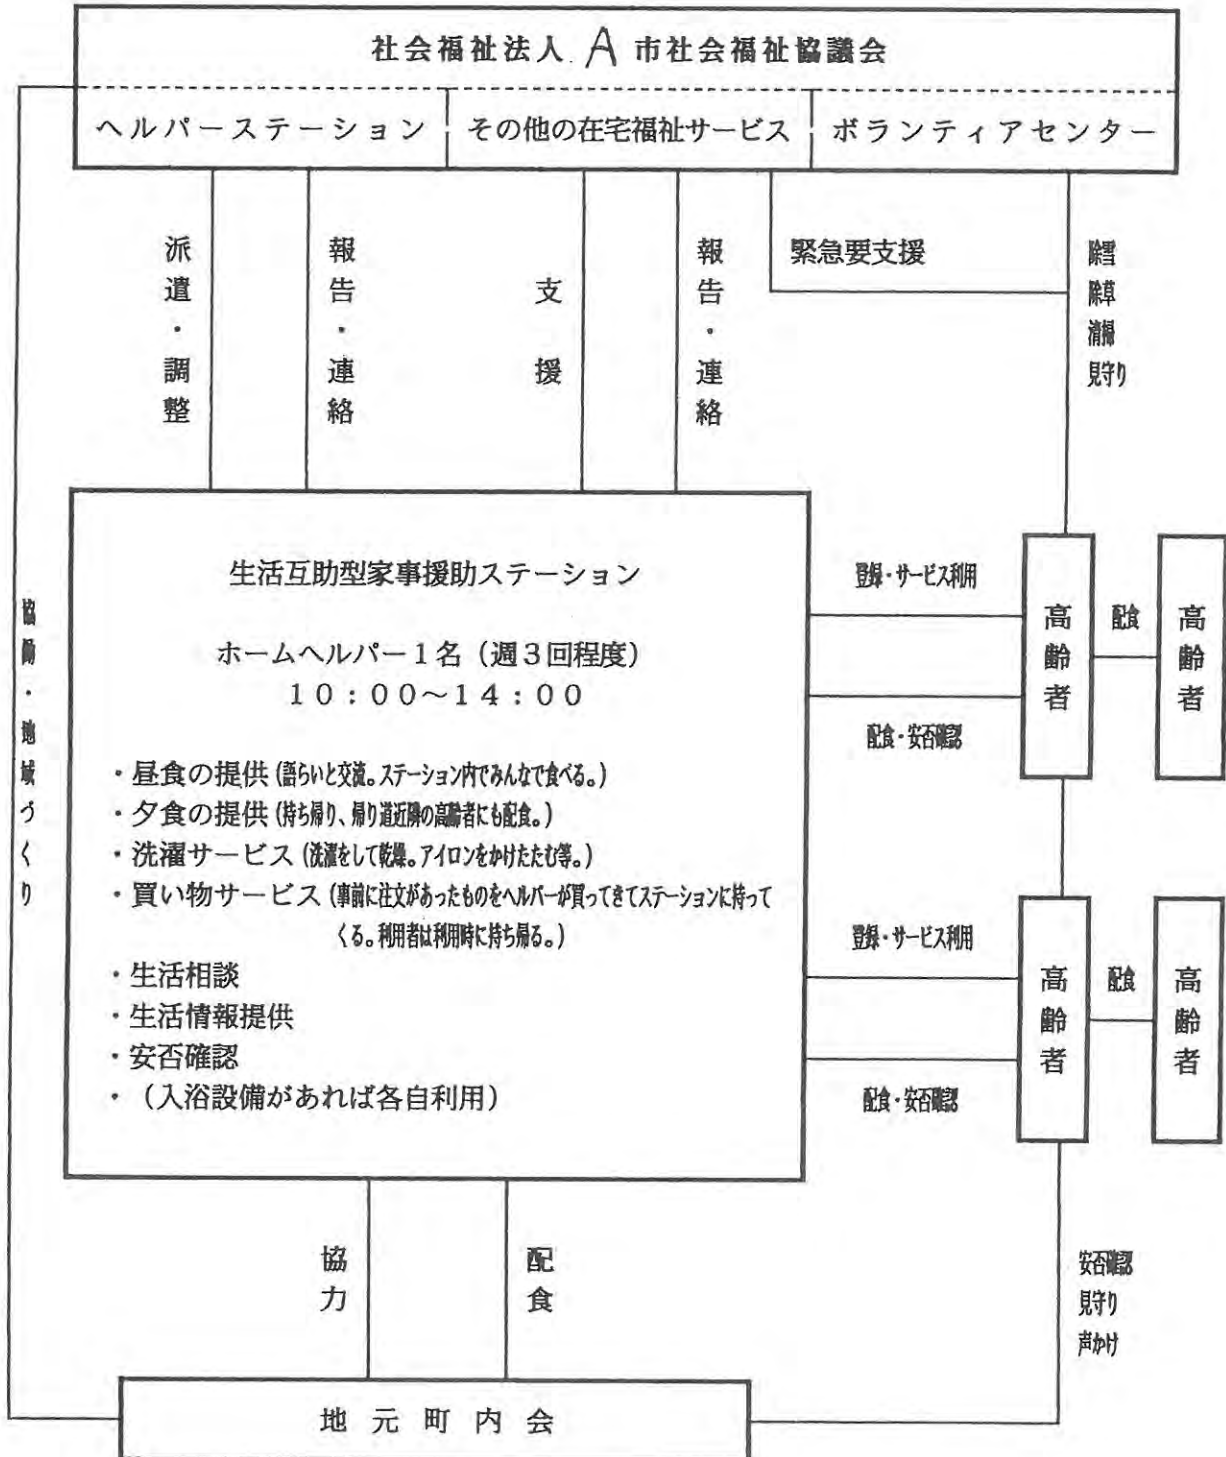 社会福祉法人 A 市社会福祉協議会
ヘルパーステーション
その他の在宅福祉サービス
ボランティアセンター
派遣・調整
報告・連絡
支援
報告・連絡
緊急要支援
除雪
除草
清掃
見守り
協働・地域づくり
生活互助型家事援助ステーション
ホームヘルパー1名（週3回程度）
10：00～14：00
・昼食の提供（語らいと交流。ステーション内でみんなで食べる。）
・夕食の提供（持ち帰り、帰り道近隣の高齢者にも配食。）
・洗濯サービス（洗濯をして乾燥。アイロンをかけたたむ等。）
・買い物サービス（事前に注文があったものをヘルパーが買ってきてステーションに持って
くる。利用者は利用時に持ち帰る。）
・生活相談
・生活情報提供
・安否確認
・（入浴設備があれば各自利用）
登録・サービス利用
配食・安否確認
高齢者
配食
高齢者
登録・サービス利用
配食・安否確認
高齢者
配食
高齢者
協力
配食
安否確認
見守り
声かけ
地元町内会